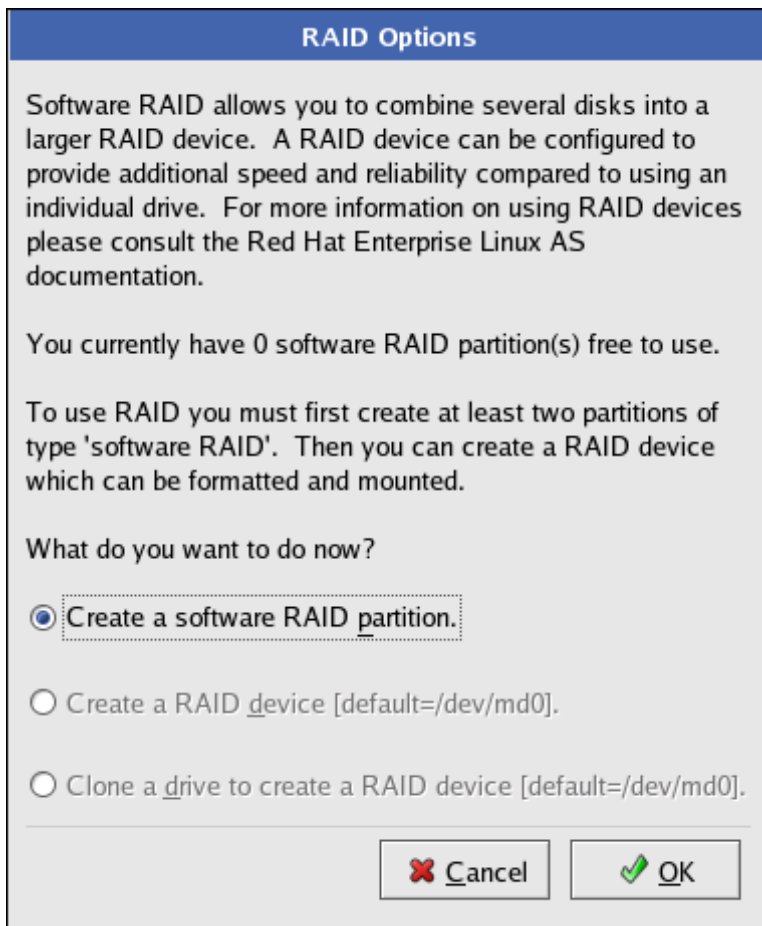 RAID Options
Software RAID allows you to combine several disks into a
larger RAID device.  A RAID device can be configured to
provide additional speed and reliability compared to using an
individual drive.  For more information on using RAID devices
please consult the Red Hat Enterprise Linux AS
documentation.
You currently have 0 software RAID partition(s) free to use.
To use RAID you must first create at least two partitions of
type 'software RAID'.  Then you can create a RAID device
which can be formatted and mounted.
What do you want to do now?
Create a software RAID partition.
Create a RAID device [default=/dev/md0].
Clone a drive to create a RAID device [default=/dev/md0].
Cancel
OK